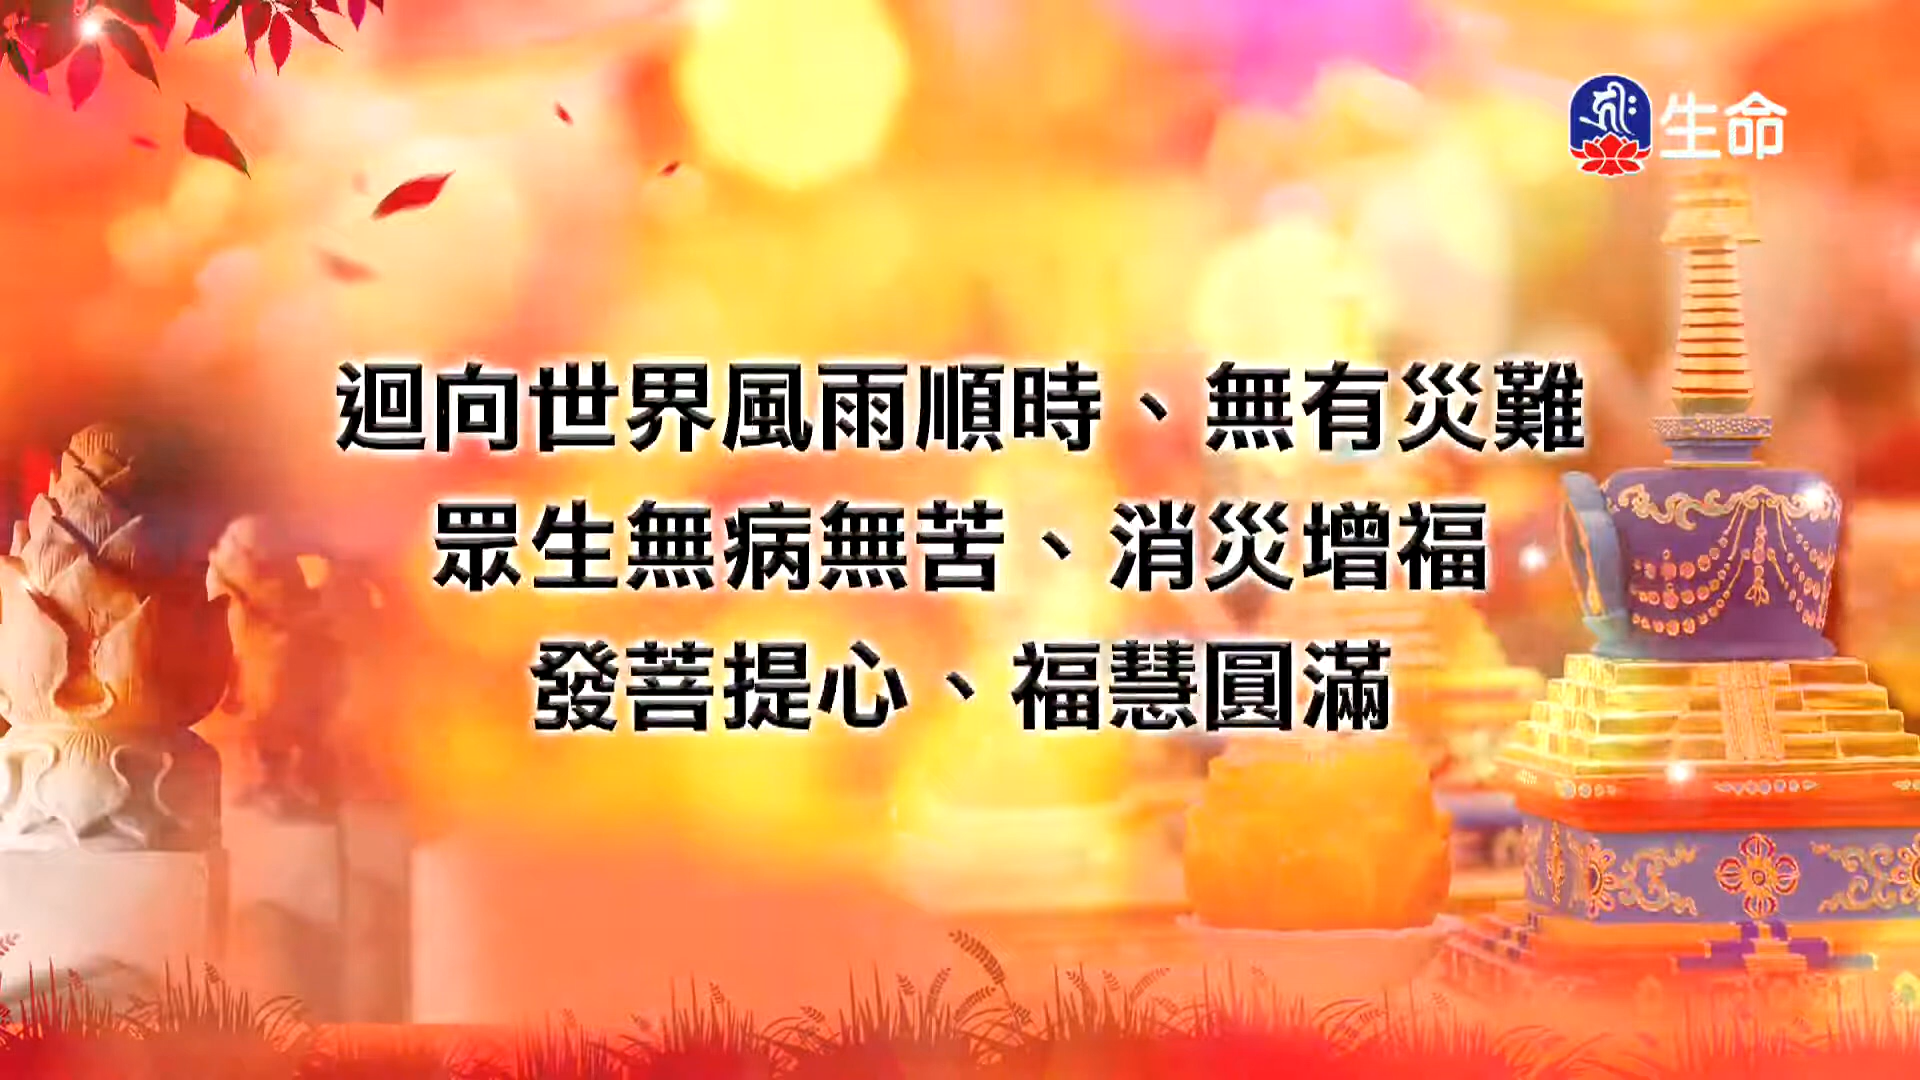 生命
迴向世界風雨順時、無有災難
眾生無病無苦、消災增福
發菩提心、福慧圓滿